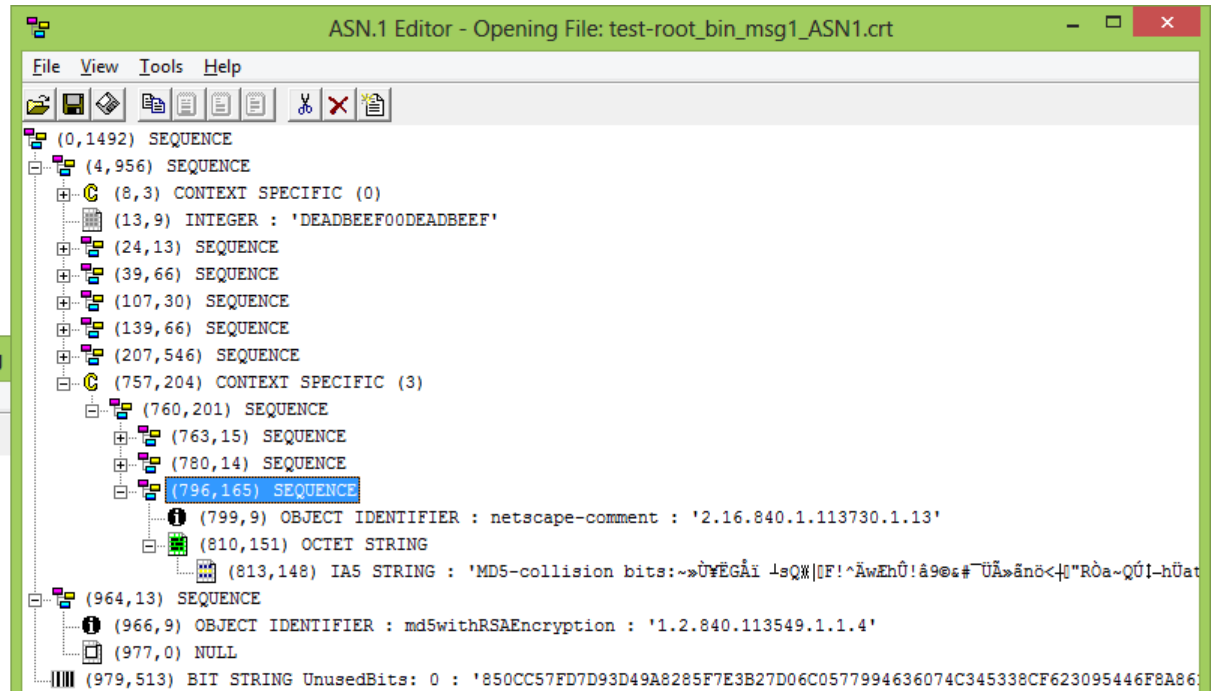 ASN.1 Editor - Opening File: test-root_bin_msg1_ASN1.crt
File View Tools Help
(0,1492) SEQUENCE
(4,956) SEQUENCE
C (8,3) CONTEXT SPECIFIC (0)
(13,9) INTEGER : 'DEADBEEF00DEADBEEF'
(24,13) SEQUENCE
(39,66) SEQUENCE
(107,30) SEQUENCE
(139,66) SEQUENCE
(207,546) SEQUENCE
C (757,204) CONTEXT SPECIFIC (3)
(760,201) SEQUENCE
(763,15) SEQUENCE
(780,14) SEQUENCE
(796,165) SEQUENCE
(799,9) OBJECT IDENTIFIER : netscape-comment : '2.16.840.1.113730.1.13'
(810,151) OCTET STRING
(813,148) IA5 STRING : 'MD5-collision bits:
(964,13) SEQUENCE
(966,9) OBJECT IDENTIFIER : md5withRSAEncryption : '1.2.840.113549.1.1.4'
(977,0) NULL
(979,513) BIT STRING UnusedBits: 0 : '850CC57FD7D93D49A8285F7E3B27D06C0577994636074C345338CF623095446F8A86